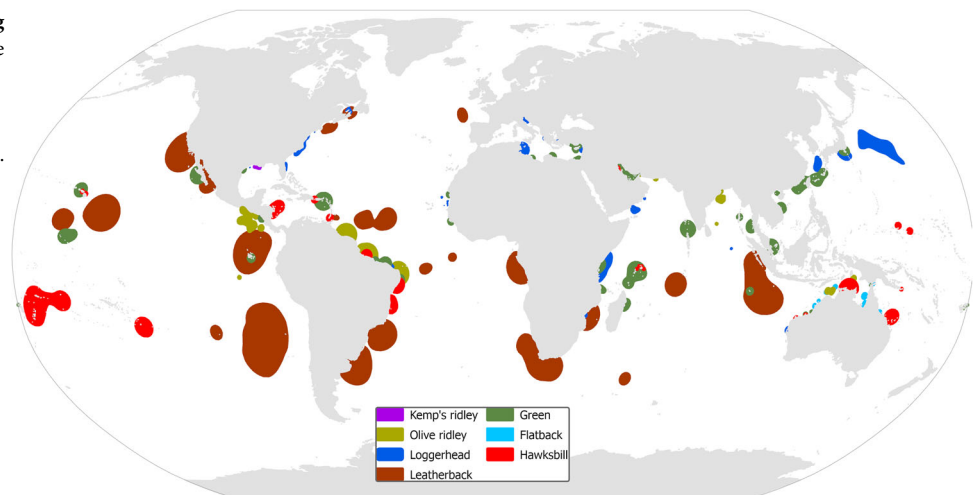 g
e
.
Kemp's ridley
Green
Olive ridley
Flatback
Loggerhead
Hawksbill
Leatherback